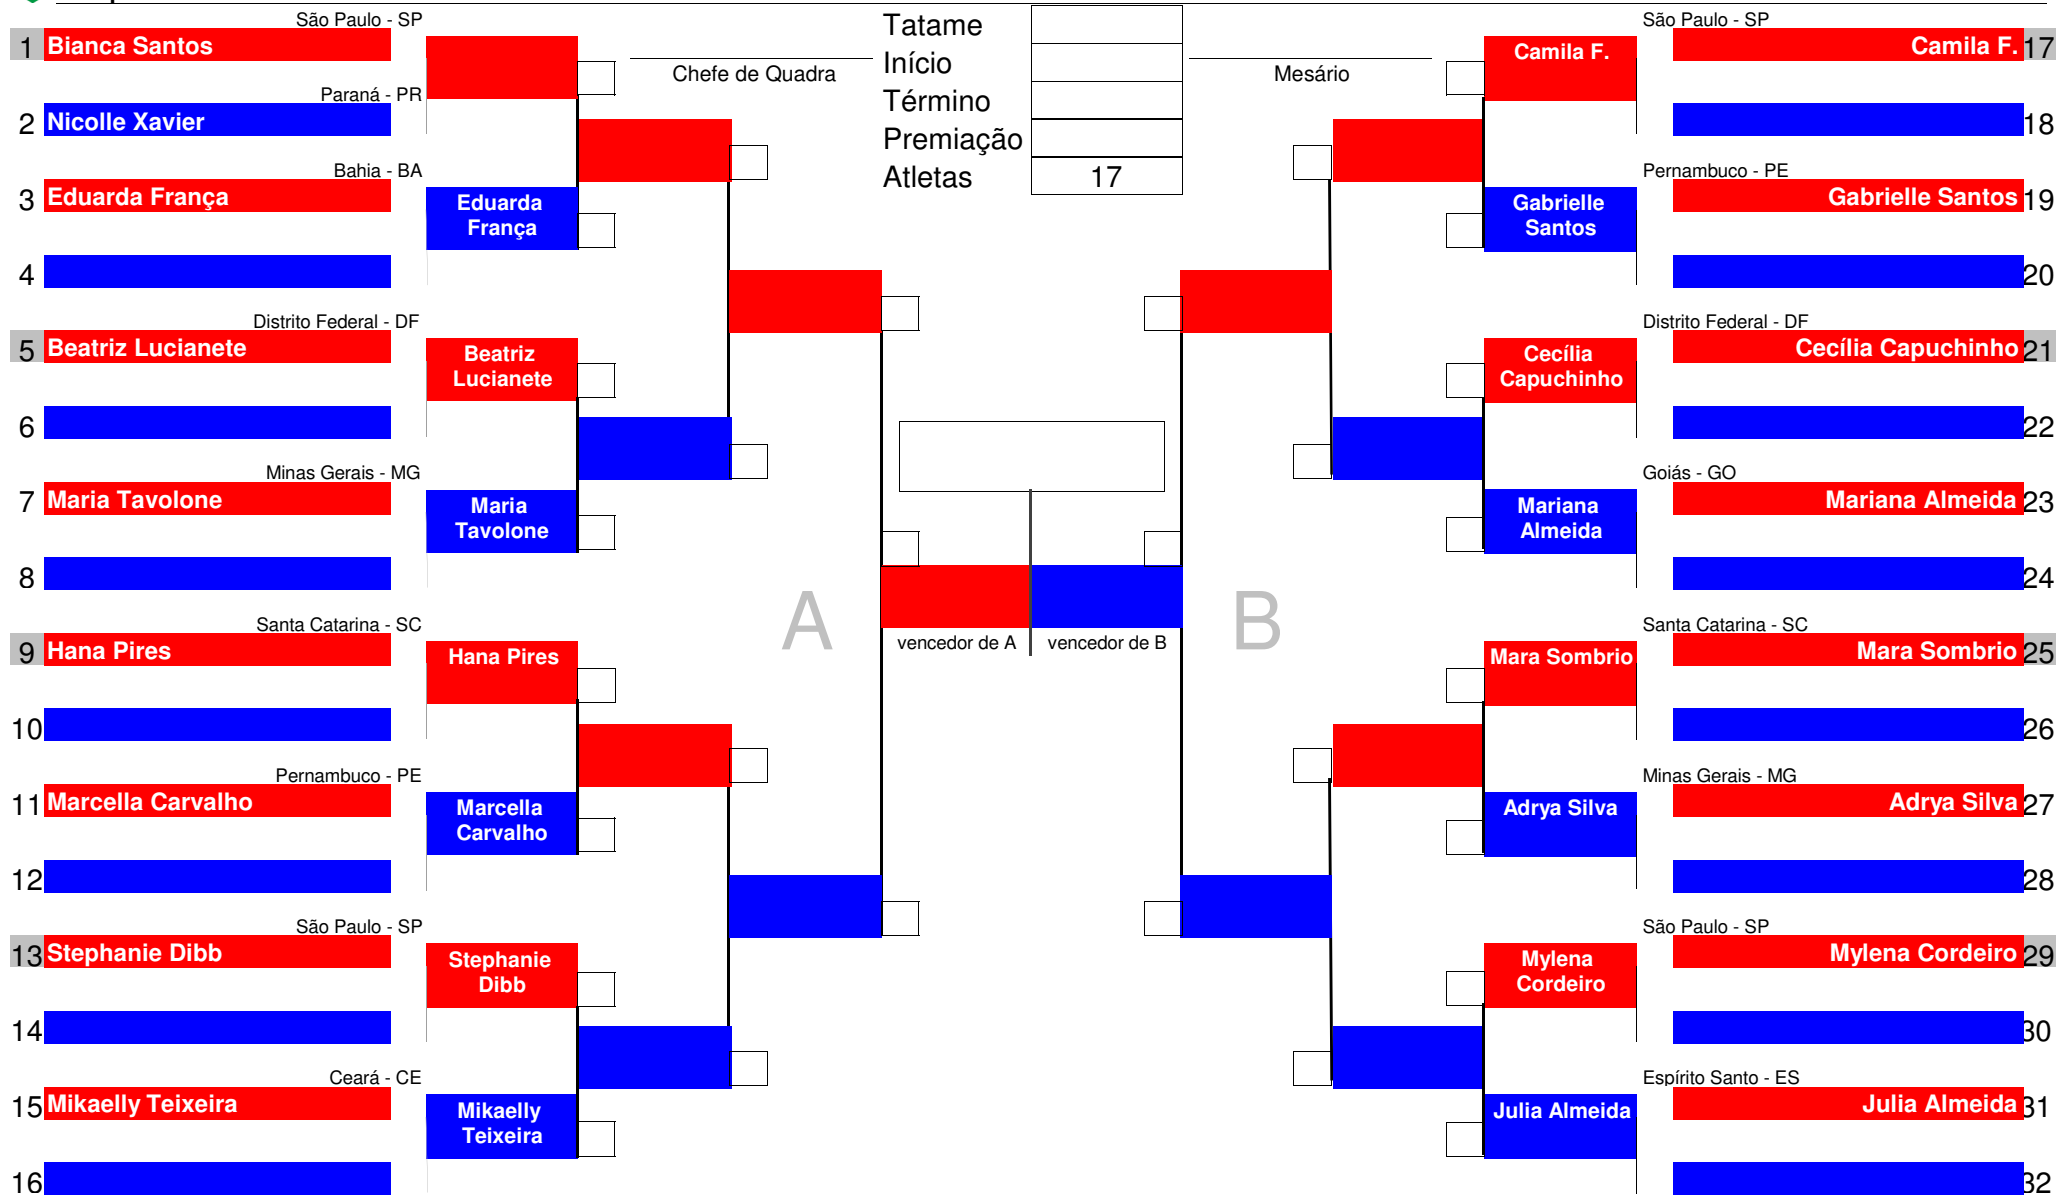 São Paulo - SP
1 Bianca Santos
Paraná - PR
2 Nicolle Xavier
Bahia - BA
3 Eduarda França
Eduarda
França
4
Distrito Federal - DF
5 Beatriz Lucianete
Beatriz
Lucianete
6
Minas Gerais - MG
7 Maria Tavolone
Maria
Tavolone
8
Santa Catarina - SC
9 Hana Pires
Hana Pires
10
Pernambuco - PE
11 Marcella Carvalho
Marcella
Carvalho
12
São Paulo - SP
13 Stephanie Dibb
Stephanie
Dibb
14
Ceará - CE
15 Mikaelly Teixeira
Mikaelly
Teixeira
16
Chefe de Quadra
Tatame
Início
Término
Premiação
Atletas 17
Mesário
A
B
vencedor de A
vencedor de B
São Paulo - SP
Camila F.
Camila F. 17
18
Pernambuco - PE
Gabrielle Santos 19
Gabrielle
Santos
20
Distrito Federal - DF
Cecília Capuchinho 21
Cecília
Capuchinho
22
Goiás - GO
Mariana Almeida 23
Mariana
Almeida
24
Santa Catarina - SC
Mara Sombrio 25
Mara Sombrio
26
Minas Gerais - MG
Adrya Silva 27
Adrya Silva
28
São Paulo - SP
Mylena Cordeiro 29
Mylena
Cordeiro
30
Espírito Santo - ES
Julia Almeida 31
Julia Almeida
32